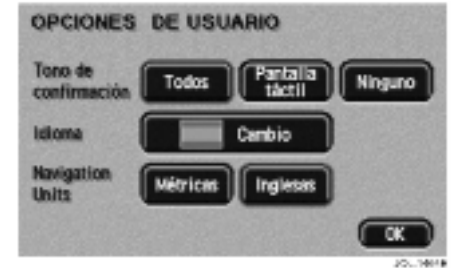 OPCIONES DE USUARIO
Tono de
confirmación
Todos
Pantalla
táctil
Ninguno
Idioma
Cambio
Navigation
Units
Métricas
Inglesas
OK